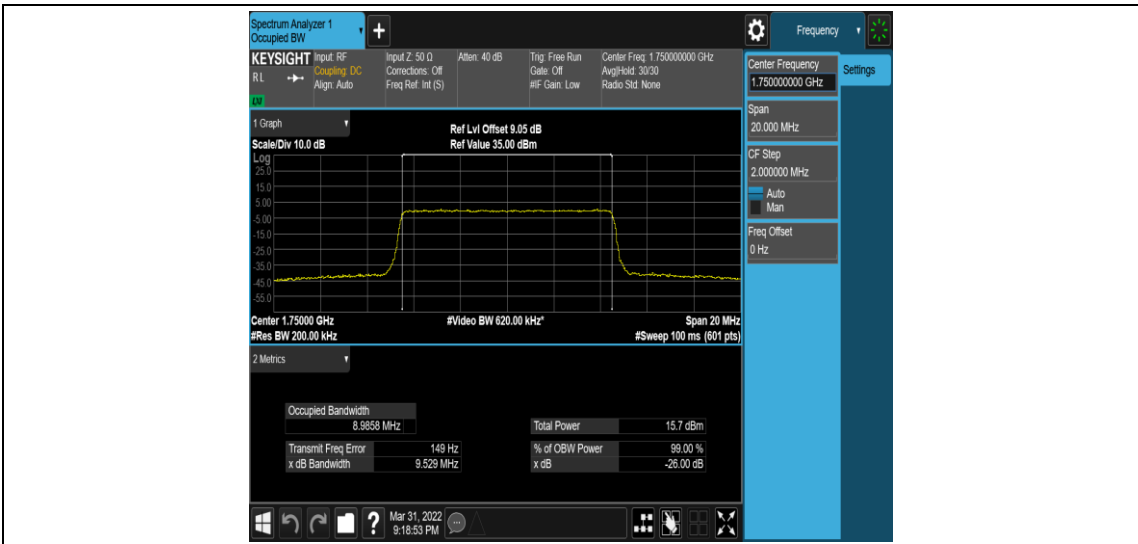 Spectrum Analyzer 1
Occupied BW
+
Frequency
KEYSIGHT
RL
LXI
Input: RF
Coupling: DC
Align: Auto
Input Z: 50 Ω
Corrections: Off
Freq Ref: Int (S)
Atten: 40 dB
Trig: Free Run
Gate: Off
#IF Gain: Low
Center Freq: 1.750000000 GHz
Avg|Hold: 30/30
Radio Std: None
Center Frequency
1.750000000 GHz
Settings
Span
20.000 MHz
CF Step
2.000000 MHz
Auto
Man
Freq Offset
0 Hz
1 Graph
Scale/Div 10.0 dB
Ref Lvl Offset 9.05 dB
Ref Value 35.00 dBm
Log
25.0
15.0
5.00
-5.00
-15.0
-25.0
-35.0
-45.0
-55.0
Center 1.75000 GHz
#Video BW 620.00 kHz*
Span 20 MHz
#Res BW 200.00 kHz
#Sweep 100 ms (601 pts)
2 Metrics
Occupied Bandwidth
8.9858 MHz
Total Power 15.7 dBm
Transmit Freq Error 149 Hz
% of OBW Power 99.00 %
x dB Bandwidth 9.529 MHz
x dB -26.00 dB
?
Mar 31, 2022
9:18:53 PM